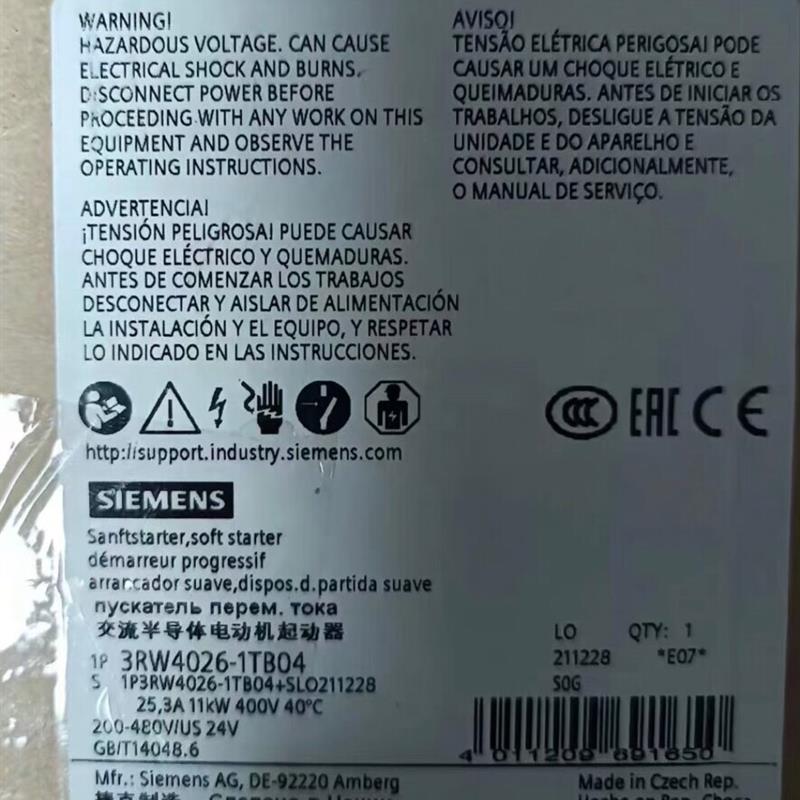 WARNING!
HAZARDOUS VOLTAGE. CAN CAUSE
ELECTRICAL SHOCK AND BURNS.
DISCONNECT POWER BEFORE
PROCEEDING WITH ANY WORK ON THIS
EQUIPMENT AND OBSERVE THE
OPERATING INSTRUCTIONS.
ADVERTENCIA!
¡TENSIÓN PELIGROSA! PUEDE CAUSAR
CHOQUE ELÉCTRICO Y QUEMADURAS.
ANTES DE COMENZAR LOS TRABAJOS
DESCONECTAR Y AISLAR DE ALIMENTACIÓN
LA INSTALACIÓN Y EL EQUIPO, Y RESPETAR
LO INDICADO EN LAS INSTRUCCIONES.
AVISO!
TENSÃO ELÉTRICA PERIGOSA! PODE
CAUSAR UM CHOQUE ELÉTRICO E
QUEIMADURAS. ANTES DE INICIAR OS
TRABALHOS, DESLIGUE A TENSÃO DA
UNIDADE E DO APARELHO E
CONSULTAR, ADICIONALMENTE,
O MANUAL DE SERVIÇO.
CCC EAC CE
http://support.industry.siemens.com
SIEMENS
Sanftstarter,soft starter
démarreur progressif
arrancador suave,dispos.d.partida suave
пускатель перем. тока
交流半导体电动机起动器
1P 3RW4026-1TB04
S 1P3RW4026-1TB04+SLO211228
25,3A 11kW 400V 40°C
200-480V/US 24V
GB/T14048.6
LO QTY: 1
211228 *E07*
S0G
4 011209 691650
Mfr.: Siemens AG, DE-92220 Amberg
Made in Czech Rep.